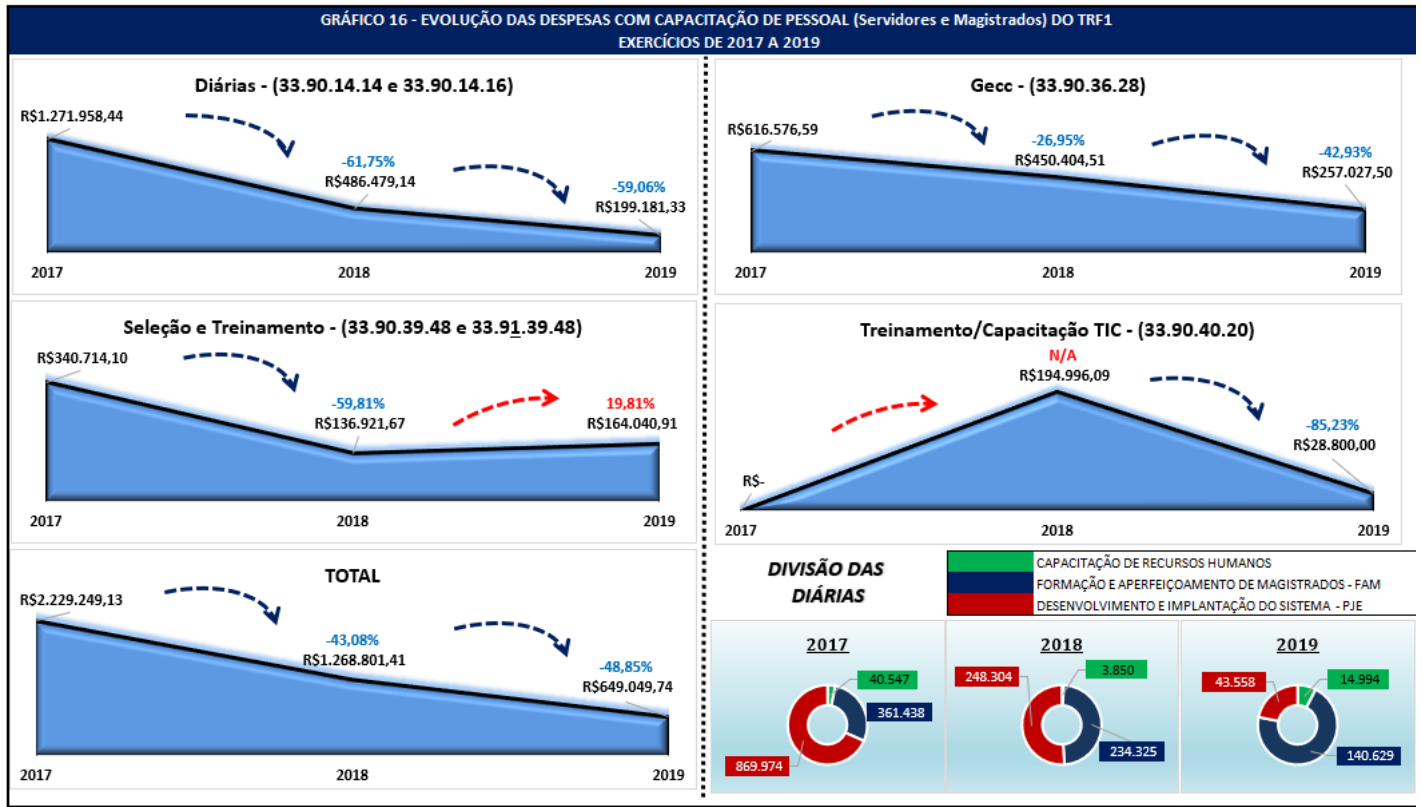 GRÁFICO 16 - EVOLUÇÃO DAS DESPESAS COM CAPACITAÇÃO DE PESSOAL (Servidores e Magistrados) DO TRF1
EXERCÍCIOS DE 2017 A 2019
Diárias - (33.90.14.14 e 33.90.14.16)
R$1.271.958,44
-61,75%
R$486.479,14
-59,06%
R$199.181,33
2017
2018
2019
Gecc - (33.90.36.28)
R$616.576,59
-26,95%
R$450.404,51
-42,93%
R$257.027,50
2017
2018
2019
Seleção e Treinamento - (33.90.39.48 e 33.91.39.48)
R$340.714,10
-59,81%
R$136.921,67
19,81%
R$164.040,91
2017
2018
2019
Treinamento/Capacitação TIC - (33.90.40.20)
N/A
R$194.996,09
-85,23%
R$28.800,00
R$-
2017
2018
2019
TOTAL
R$2.229.249,13
-43,08%
R$1.268.801,41
-48,85%
R$649.049,74
2017
2018
2019
DIVISÃO DAS
DIÁRIAS
CAPACITAÇÃO DE RECURSOS HUMANOS
FORMAÇÃO E APERFEIÇOAMENTO DE MAGISTRADOS - FAM
DESENVOLVIMENTO E IMPLANTAÇÃO DO SISTEMA - PJE
2017
40.547
361.438
869.974
2018
248.304
3.850
234.325
2019
43.558
14.994
140.629